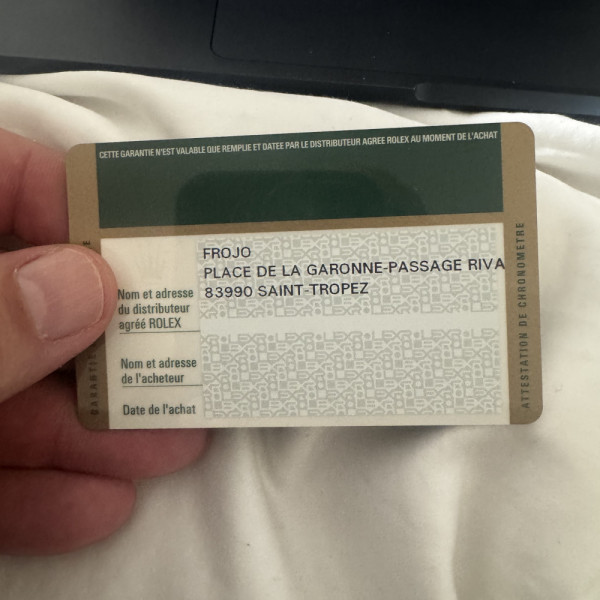 CETTE GARANTIE N'EST VALABLE QUE REMPLIE ET DATEE PAR LE DISTRIBUTEUR AGREE ROLEX AU MOMENT DE L'ACHAT
FROJO
PLACE DE LA GARONNE-PASSAGE RIVA
83990 SAINT-TROPEZ
Nom et adresse
du distributeur
agréé ROLEX
Nom et adresse
de l'acheteur
Date de l'achat
ATTESTATION DE CHRONOMETRE